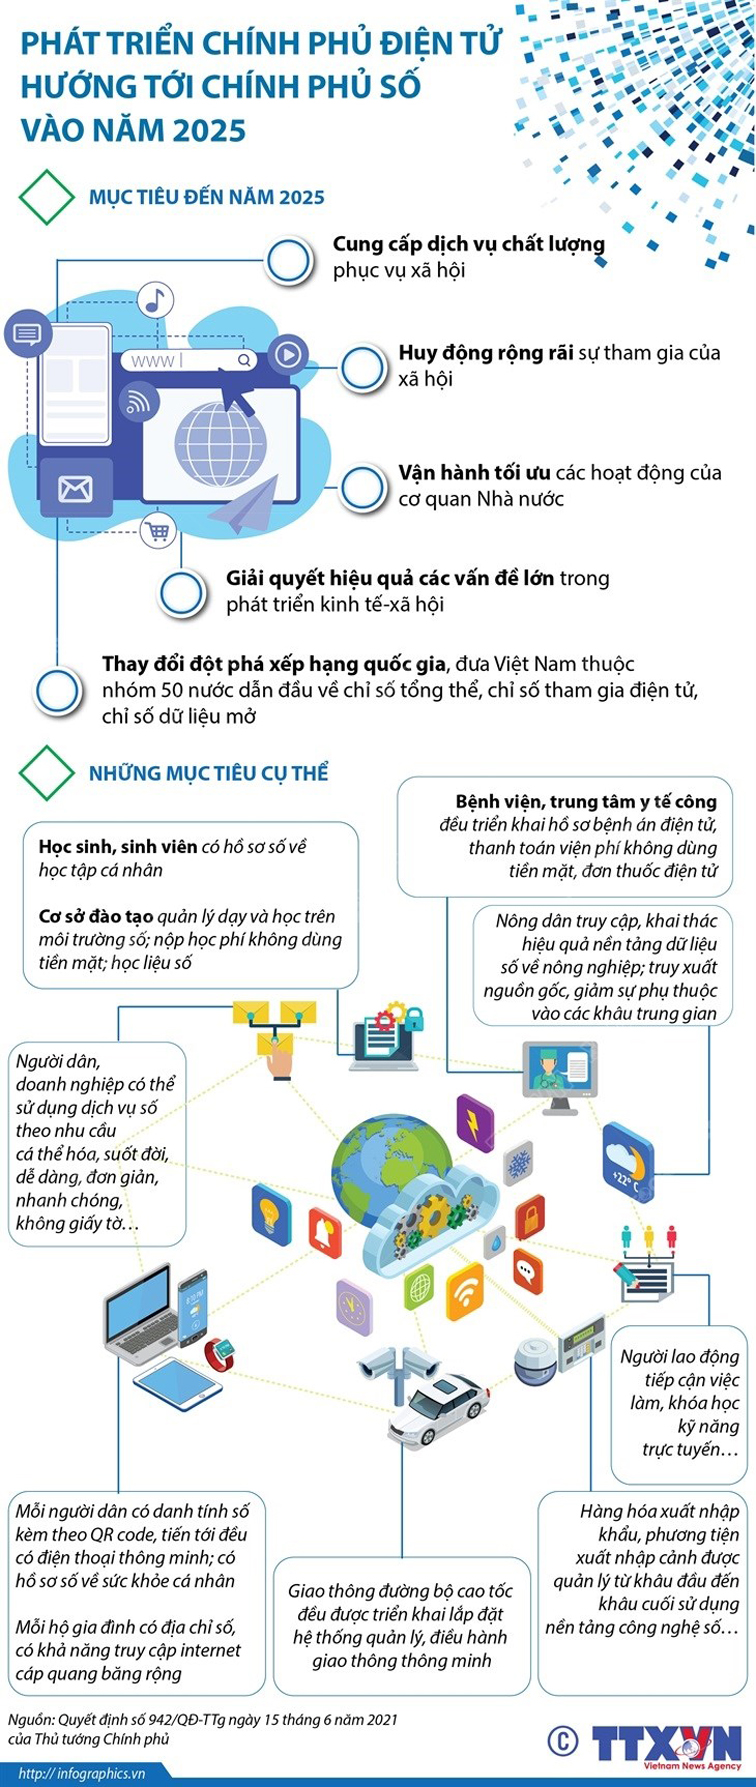 PHÁT TRIỂN CHÍNH PHỦ ĐIỆN TỬ
HƯỚNG TỚI CHÍNH PHỦ SỐ
VÀO NĂM 2025
MỤC TIÊU ĐẾN NĂM 2025
Cung cấp dịch vụ chất lượng
phục vụ xã hội
WWW
Huy động rộng rãi sự tham gia của
xã hội
Vận hành tối ưu các hoạt động của
cơ quan Nhà nước
Giải quyết hiệu quả các vấn đề lớn trong
phát triển kinh tế-xã hội
Thay đổi đột phá xếp hạng quốc gia, đưa Việt Nam thuộc
nhóm 50 nước dẫn đầu về chỉ số tổng thể, chỉ số tham gia điện tử,
chỉ số dữ liệu mở
NHỮNG MỤC TIÊU CỤ THỂ
Bệnh viện, trung tâm y tế công
đều triển khai hồ sơ bệnh án điện tử,
thanh toán viện phí không dùng
tiền mặt, đơn thuốc điện tử
Học sinh, sinh viên có hồ sơ số về
học tập cá nhân
Cơ sở đào tạo quản lý dạy và học trên
môi trường số; nộp học phí không dùng
tiền mặt; học liệu số
Nông dân truy cập, khai thác
hiệu quả nền tảng dữ liệu
số về nông nghiệp; truy xuất
nguồn gốc, giảm sự phụ thuộc
vào các khâu trung gian
Người dân,
doanh nghiệp có thể
sử dụng dịch vụ số
theo nhu cầu
cá thể hóa, suốt đời,
dễ dàng, đơn giản,
nhanh chóng,
không giấy tờ...
+22° C
8:10 PM
Người lao động
tiếp cận việc
làm, khóa học
kỹ năng
trực tuyến...
Mỗi người dân có danh tính số
kèm theo QR code, tiến tới đều
có điện thoại thông minh; có
hồ sơ số về sức khỏe cá nhân
Mỗi hộ gia đình có địa chỉ số,
có khả năng truy cập internet
cáp quang băng rộng
Giao thông đường bộ cao tốc
đều được triển khai lắp đặt
hệ thống quản lý, điều hành
giao thông thông minh
Hàng hóa xuất nhập
khẩu, phương tiện
xuất nhập cảnh được
quản lý từ khâu đầu đến
khâu cuối sử dụng
nền tảng công nghệ số...
Nguồn: Quyết định số 942/QĐ-TTg ngày 15 tháng 6 năm 2021
của Thủ tướng Chính phủ
© TTXVN
Vietnam News Agency
http:// infographics.vn